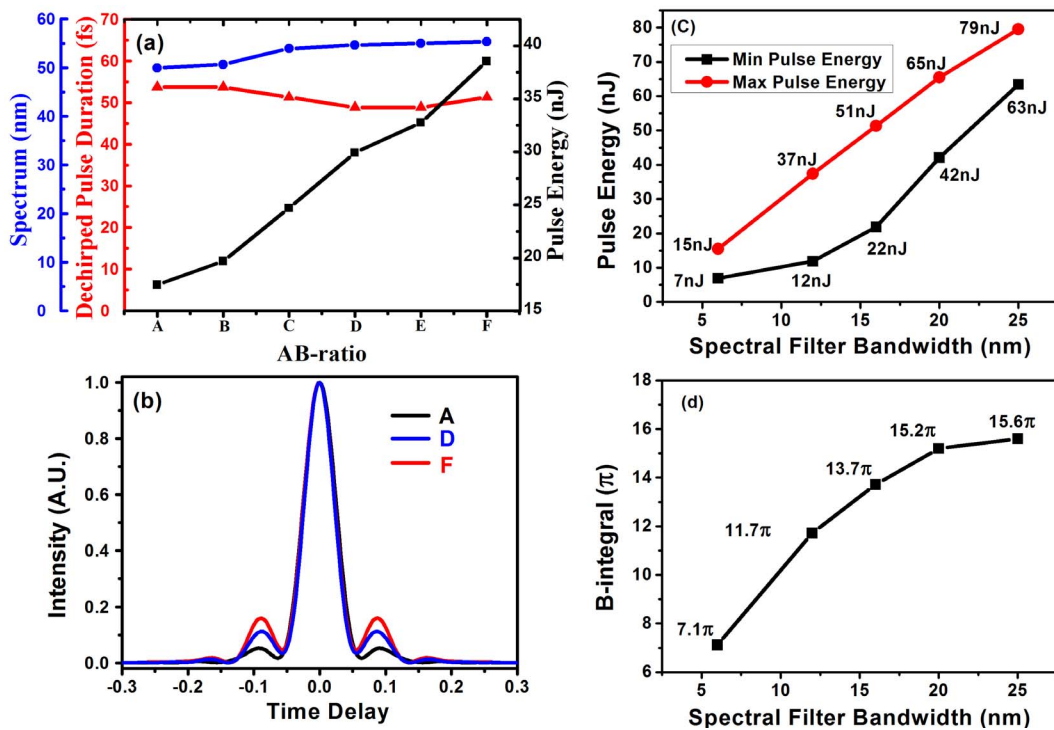 (a)
Spectrum (nm)
60
50
40
30
20
10
0
Dechirped Pulse Duration (fs)
70
60
50
40
30
20
10
0
Pulse Energy (nJ)
40
35
30
25
20
15
A B C D E F
AB-ratio
(C)
Pulse Energy (nJ)
80
70
60
50
40
30
20
10
0
Min Pulse Energy
Max Pulse Energy
15nJ
37nJ
51nJ
65nJ
79nJ
7nJ
12nJ
22nJ
42nJ
63nJ
5 10 15 20 25
Spectral Filter Bandwidth (nm)
(b)
Intensity (A.U.)
1.0
0.8
0.6
0.4
0.2
0.0
A
D
F
-0.3 -0.2 -0.1 0.0 0.1 0.2 0.3
Time Delay
(d)
B-integral (π)
18
16
14
12
10
8
6
7.1π
11.7π
13.7π
15.2π
15.6π
5 10 15 20 25
Spectral Filter Bandwidth (nm)